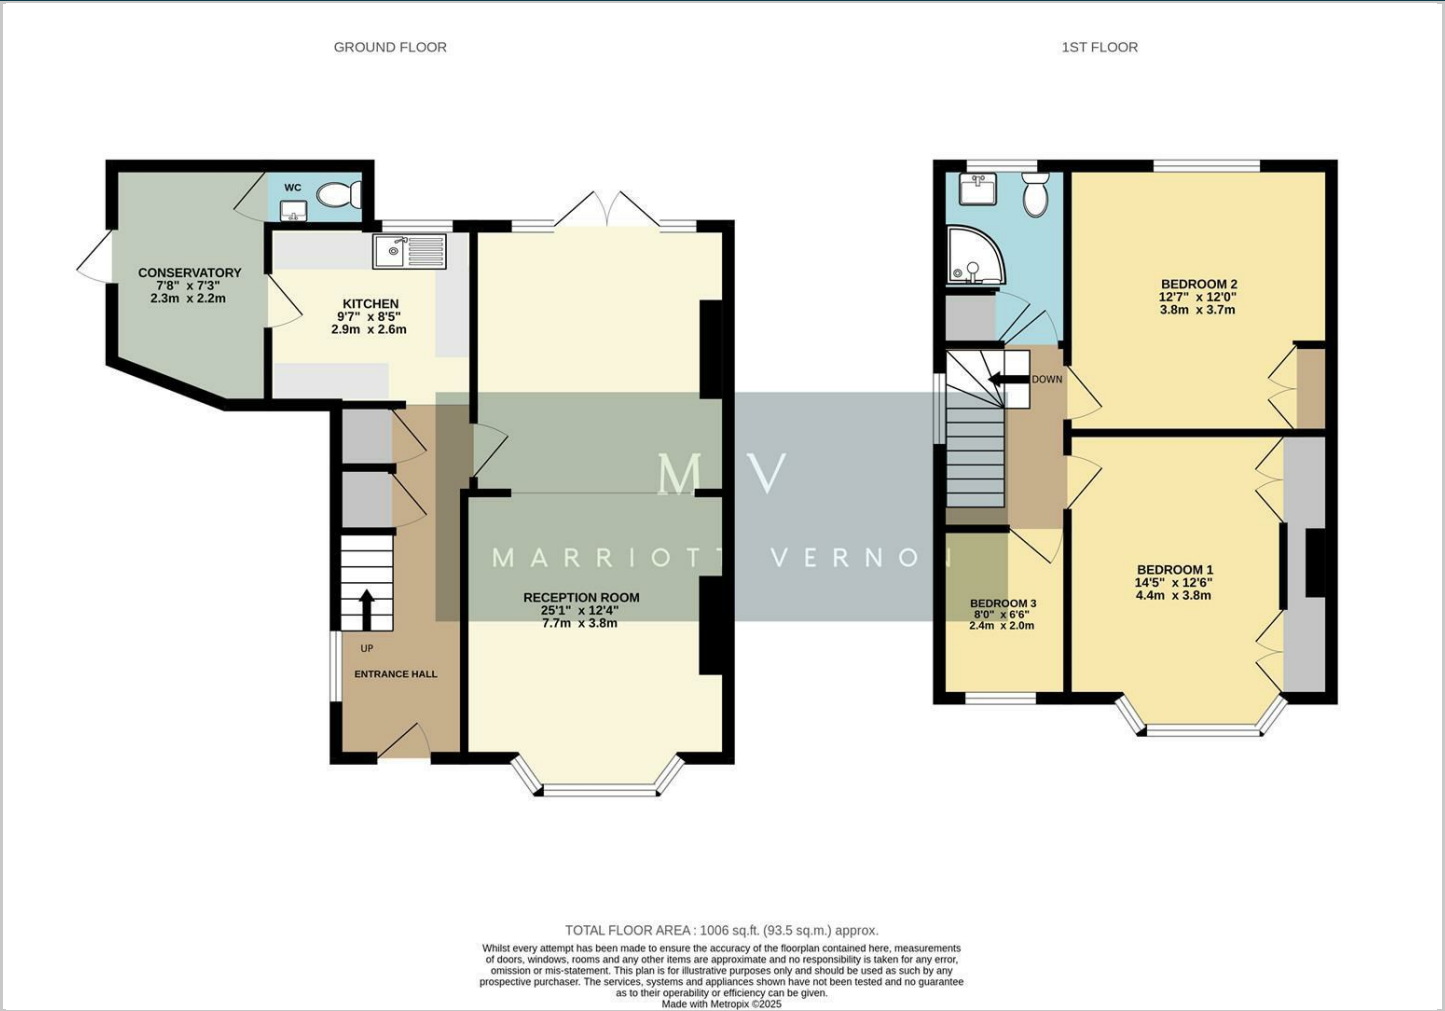 GROUND FLOOR
1ST FLOOR
WC
CONSERVATORY
7'8" x 7'3"
2.3m x 2.2m
KITCHEN
9'7" x 8'5"
2.9m x 2.6m
BEDROOM 2
12'7" x 12'0"
3.8m x 3.7m
DOWN
M V
MARRIOTT VERNON
RECEPTION ROOM
25'1" x 12'4"
7.7m x 3.8m
BEDROOM 1
14'5" x 12'6"
4.4m x 3.8m
BEDROOM 3
8'0" x 6'6"
2.4m x 2.0m
UP
ENTRANCE HALL
TOTAL FLOOR AREA : 1006 sq.ft. (93.5 sq.m.) approx.
Whilst every attempt has been made to ensure the accuracy of the floorplan contained here, measurements
of doors, windows, rooms and any other items are approximate and no responsibility is taken for any error,
omission or mis-statement. This plan is for illustrative purposes only and should be used as such by any
prospective purchaser. The services, systems and appliances shown have not been tested and no guarantee
as to their operability or efficiency can be given.
Made with Metropix ©2025